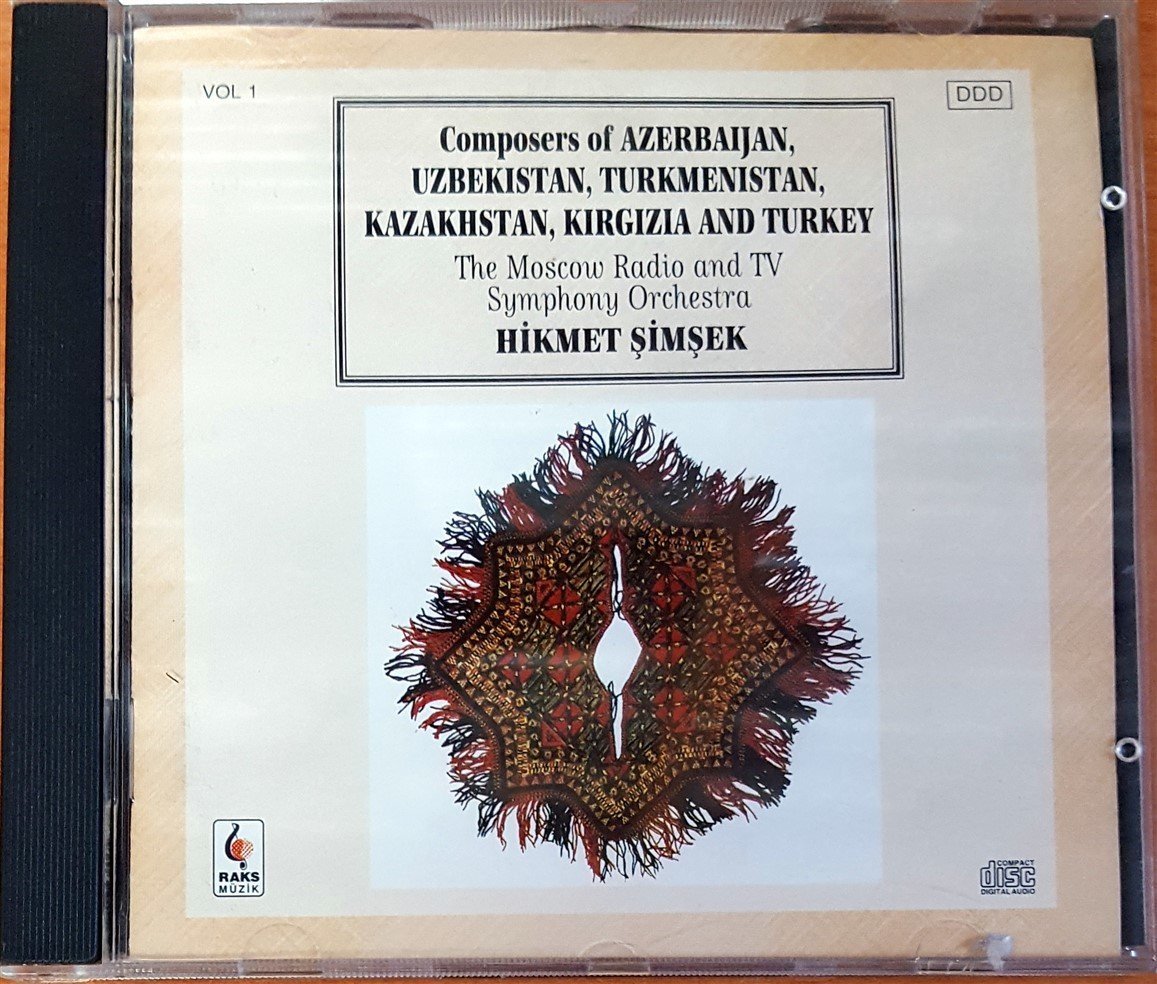 VOL 1
DDD
Composers of AZERBAIJAN,
UZBEKISTAN, TURKMENISTAN,
KAZAKHSTAN, KIRGIZIA AND TURKEY
The Moscow Radio and TV
Symphony Orchestra
HİKMET ŞİMŞEK
RAKS
MÜZİK
COMPACT
disc
DIGITAL AUDIO